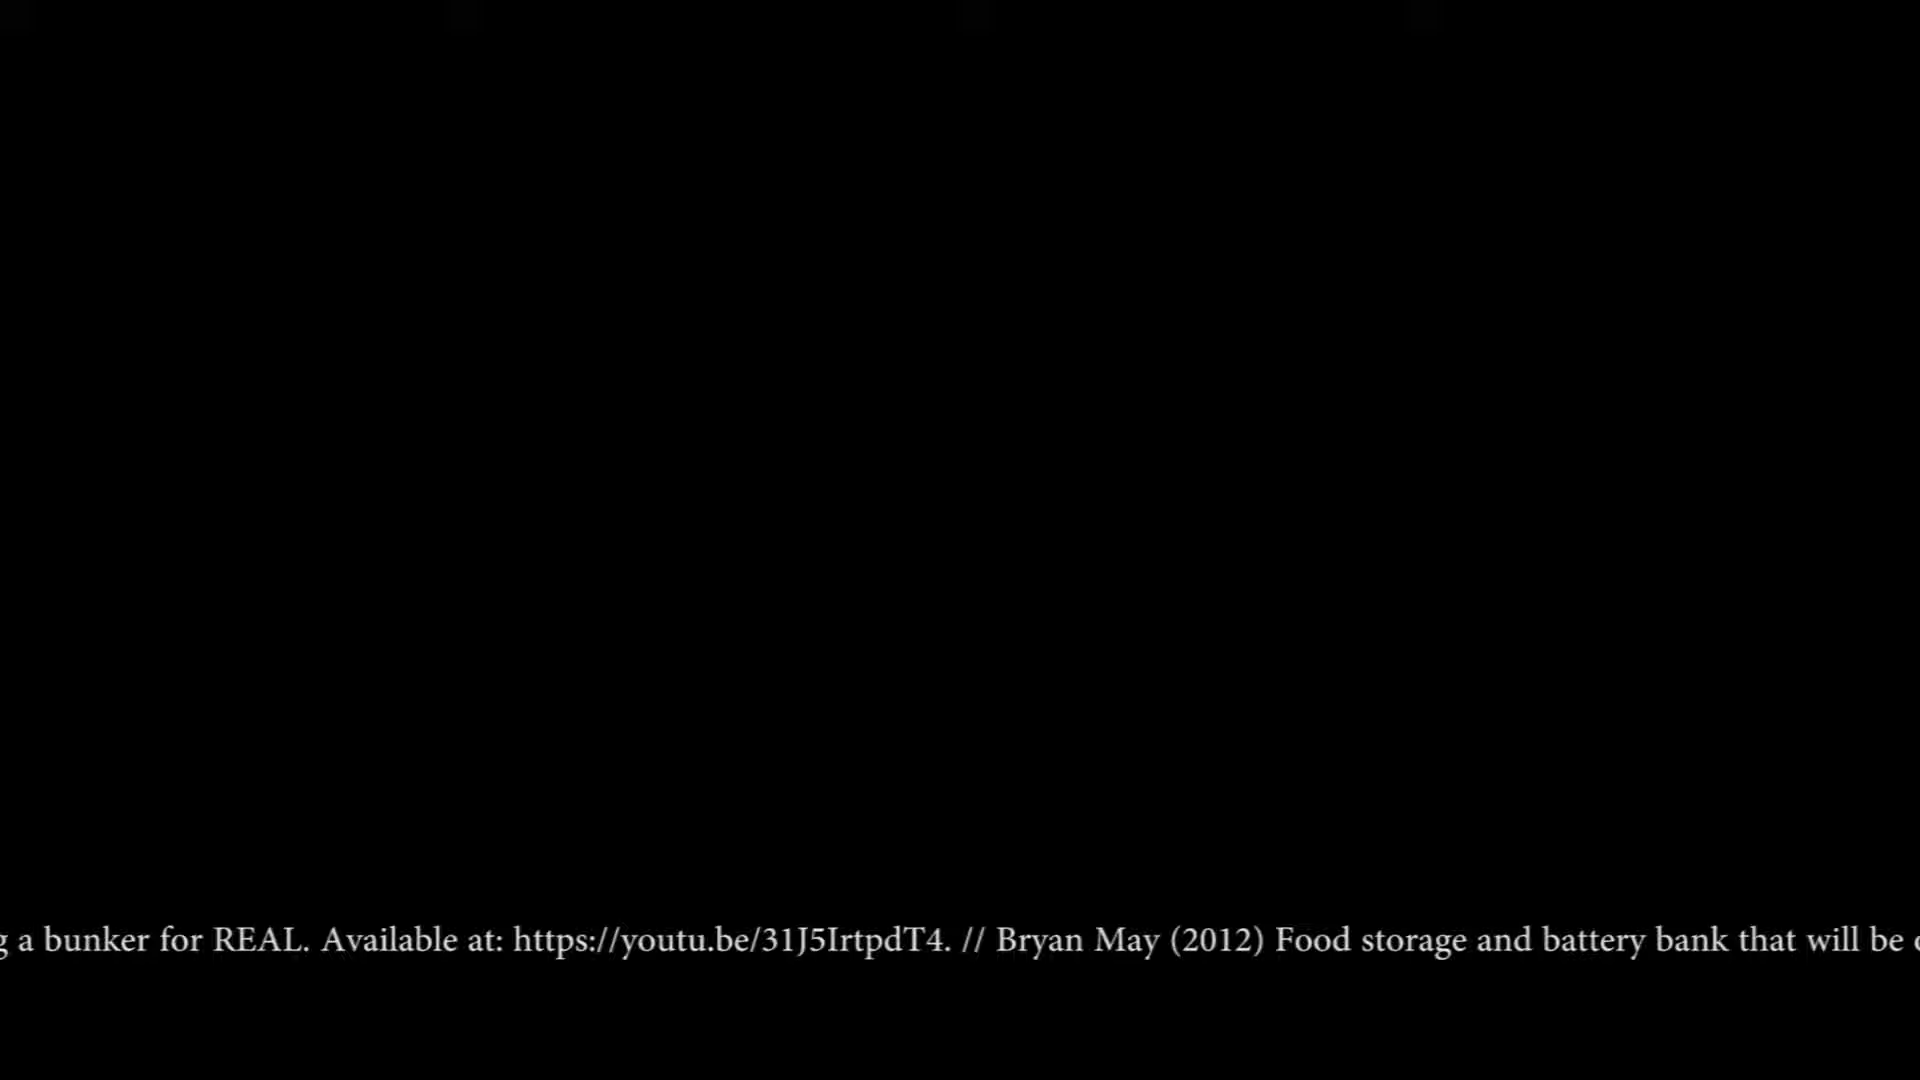 g a bunker for REAL. Available at: https://youtu.be/31J5IrtpdT4. // Bryan May (2012) Food storage and battery bank that will be